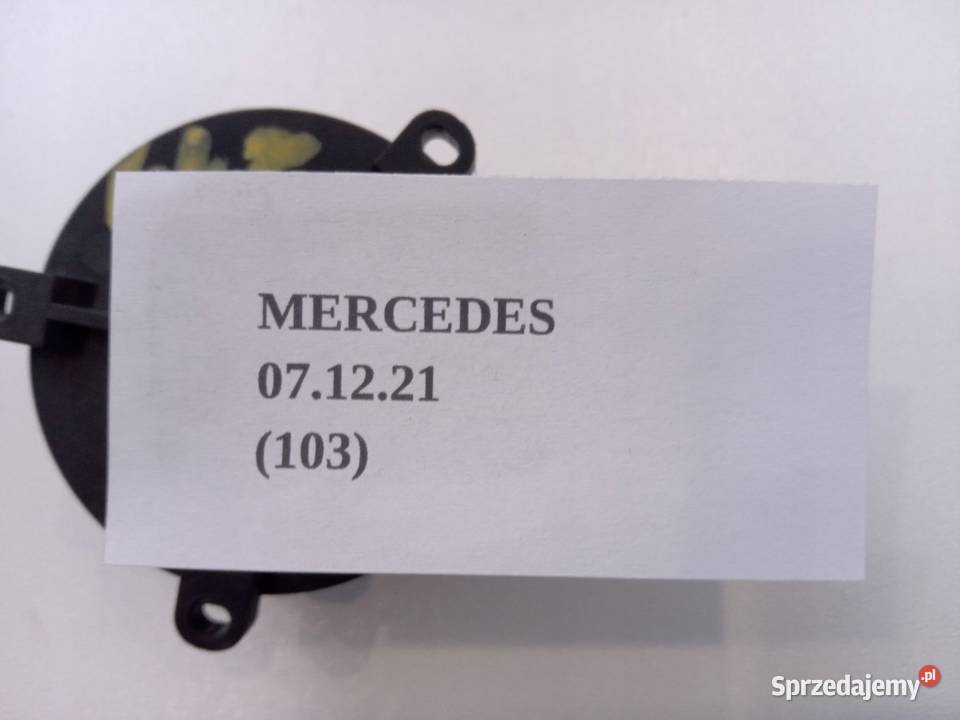 MERCEDES
07.12.21
(103)
Sprzedajemy.pl